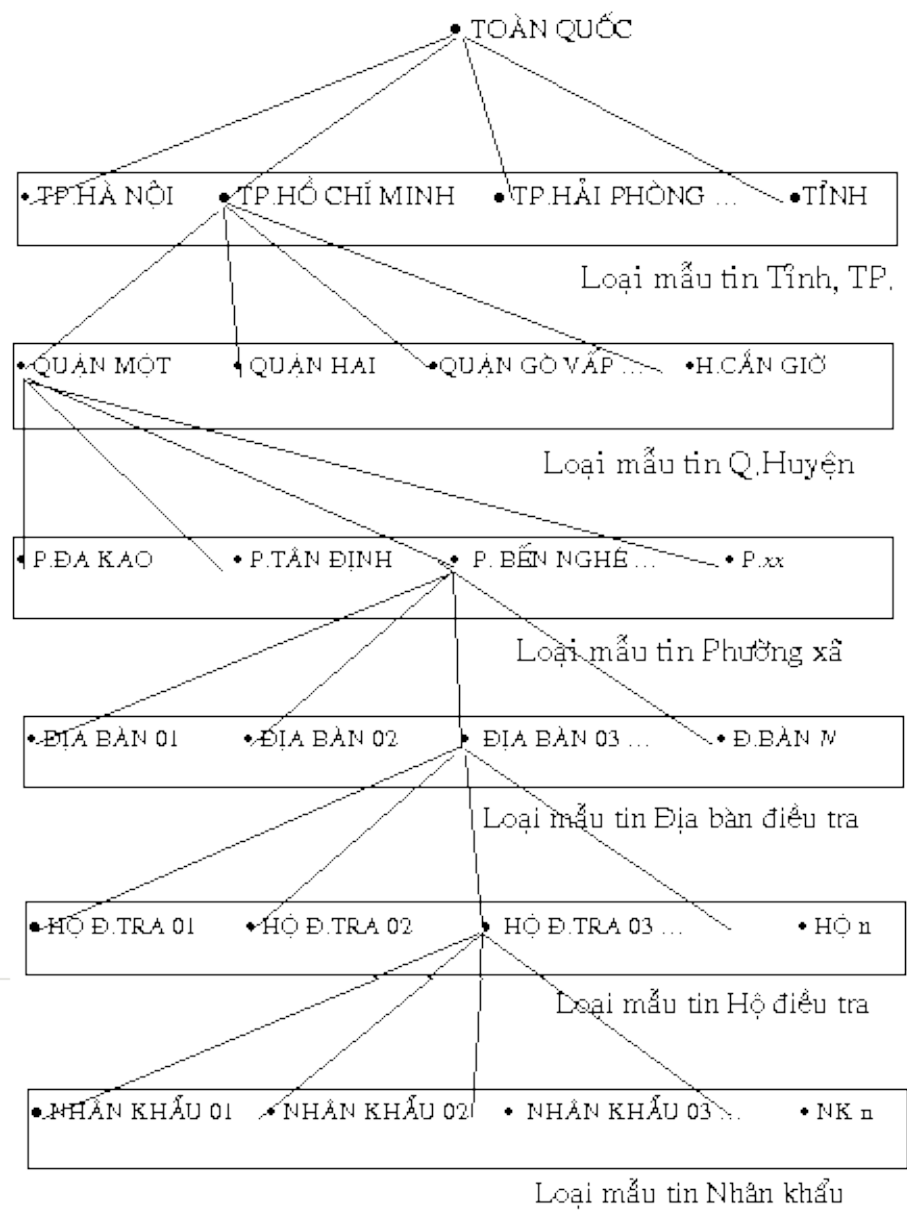 TOÀN QUỐC
TP.HÀ NỘI TP.HỒ CHÍ MINH TP.HẢI PHÒNG ... TỈNH
Loại mẫu tin Tỉnh, TP.
QUẬN MỘT QUẬN HAI QUẬN GÒ VẤP ... H.CẦN GIỜ
Loại mẫu tin Q.Huyện
P.ĐA KAO P.TÂN ĐỊNH P. BẾN NGHÉ ... P.xx
Loại mẫu tin Phường xã
ĐỊA BÀN 01 ĐỊA BÀN 02 ĐỊA BÀN 03 ... Đ.BÀN N
Loại mẫu tin Địa bàn điều tra
HỘ Đ.TRA 01 HỘ Đ.TRA 02 HỘ Đ.TRA 03 ... HỘ n
Loại mẫu tin Hộ điều tra
NHÂN KHẨU 01 NHÂN KHẨU 02 NHÂN KHẨU 03 ... NK n
Loại mẫu tin Nhân khẩu